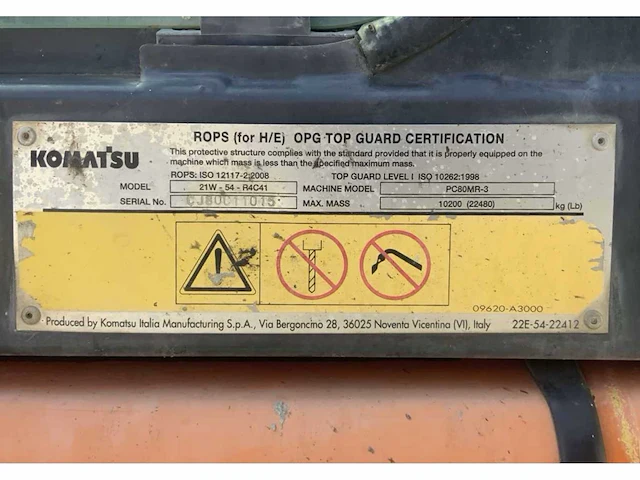 ROPS (for H/E) OPG TOP GUARD CERTIFICATION
KOMATSU
This protective structure complies with the standard provided that it is properly equipped on the
machine which mass is less than the specified maximum mass.
ROPS: ISO 12117-2:2008 TOP GUARD LEVEL I ISO 10262:1998
MODEL 21W - 54 - R4C41 MACHINE MODEL PC80MR-3
SERIAL No. MAX. MASS 10200 (22480) kg (Lb)
09620-A3000
Produced by Komatsu Italia Manufacturing S.p.A., Via Bergoncino 28, 36025 Noventa Vicentina (VI), Italy 22E-54-22412